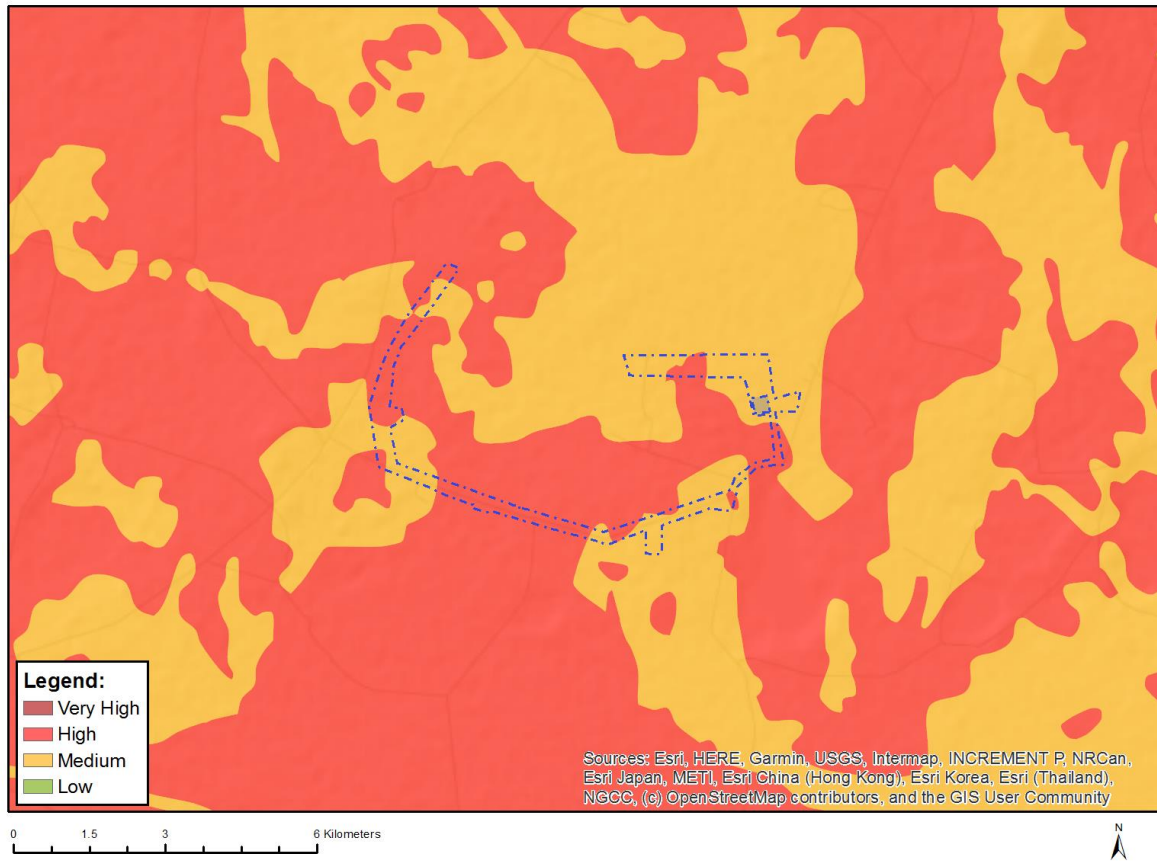 Legend:
Very High
High
Medium
Low
Sources: Esri, HERE, Garmin, USGS, Intermap, INCREMENT P, NRCan,
Esri Japan, METI, Esri China (Hong Kong), Esri Korea, Esri (Thailand),
NGCC, (c) OpenStreetMap contributors, and the GIS User Community
0 1.5 3 6 Kilometers
N